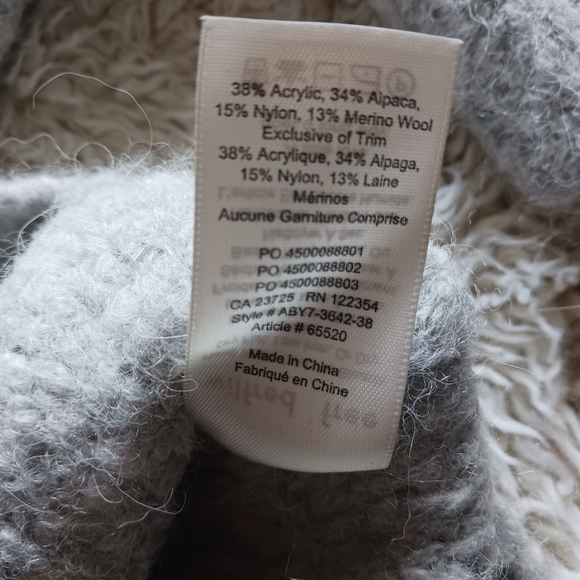 38% Acrylic, 34% Alpaca,
15% Nylon, 13% Merino Wool
Exclusive of Trim
38% Acrylique, 34% Alpaga,
15% Nylon, 13% Laine
Mérinos
Aucune Garniture Comprise
PO 4500088801
PO 4500088802
PO 4500088803
CA 23725 RN 122354
Style # ABY7-3642-38
Article # 65520
Made in China
Fabriqué en Chine
wilfred free